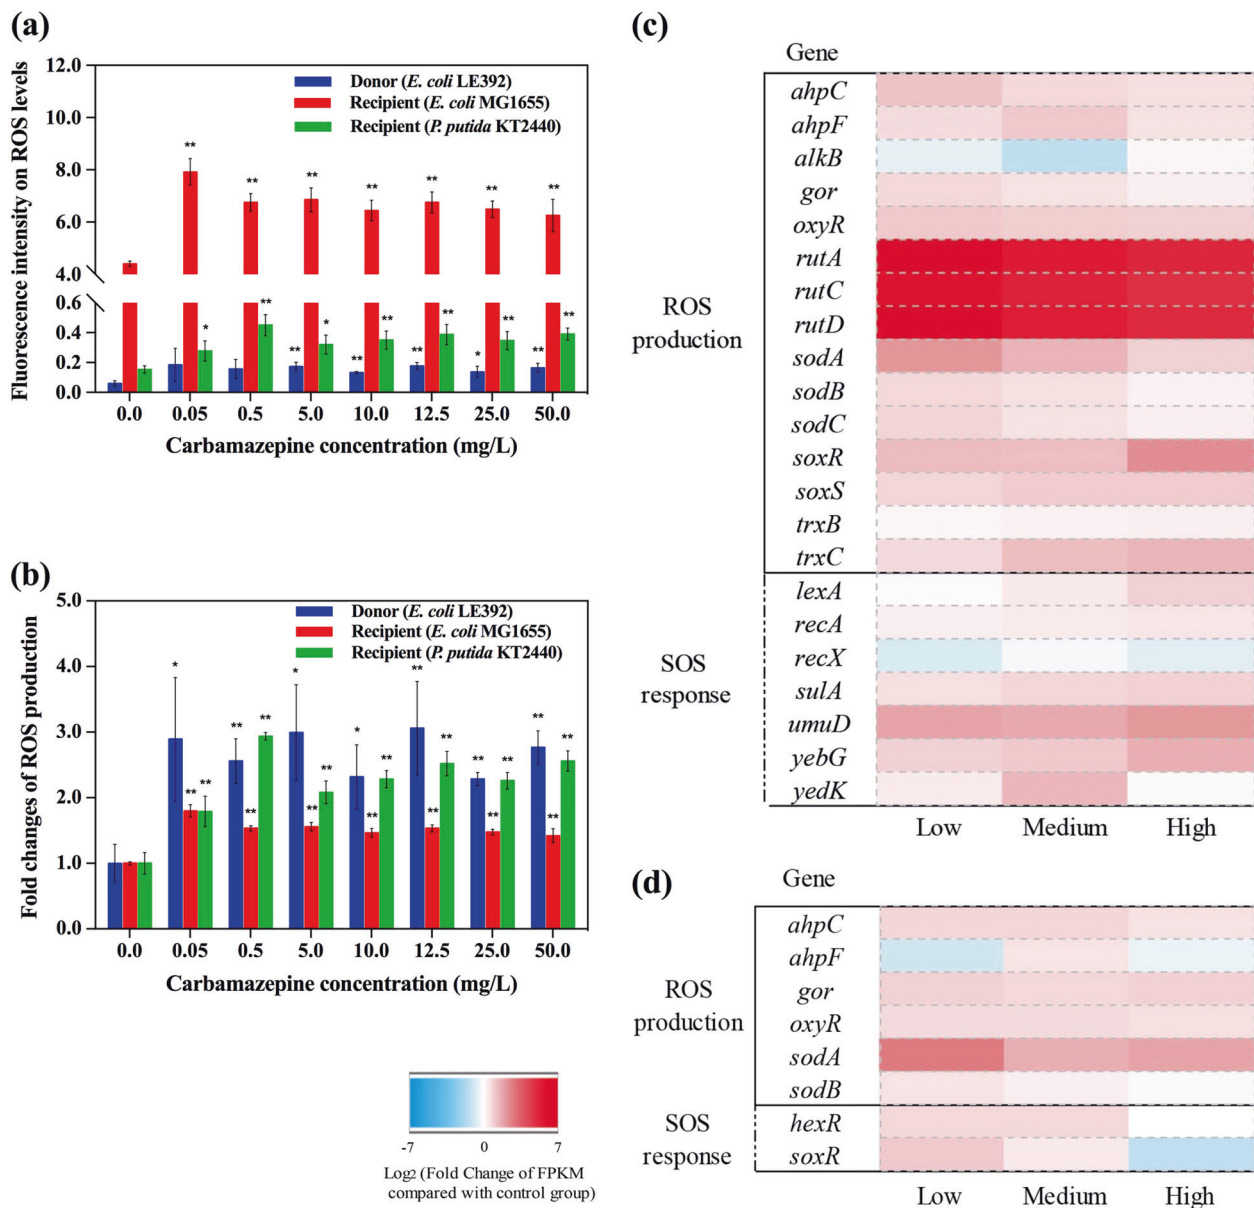 (a)
Fluorescence intensity on ROS levels
12.0
10.0
8.0
6.0
4.0
0.6
0.4
0.2
0.0
Donor (E. coli LE392)
Recipient (E. coli MG1655)
Recipient (P. putida KT2440)
**
**
**
**
**
**
**
*
**
*
**
**
**
**
**
**
**
*
**
0.0 0.05 0.5 5.0 10.0 12.5 25.0 50.0
Carbamazepine concentration (mg/L)
(b)
Fold changes of ROS production
5.0
4.0
3.0
2.0
1.0
0.0
Donor (E. coli LE392)
Recipient (E. coli MG1655)
Recipient (P. putida KT2440)
*
**
**
**
**
**
*
**
**
*
**
**
**
**
**
**
**
**
**
**
**
0.0 0.05 0.5 5.0 10.0 12.5 25.0 50.0
Carbamazepine concentration (mg/L)
-7 0 7
Log2 (Fold Change of FPKM
compared with control group)
(c)
Gene
ROS
production
ahpC
ahpF
alkB
gor
oxyR
rutA
rutC
rutD
sodA
sodB
sodC
soxR
soxS
trxB
trxC
SOS
response
lexA
recA
recX
sulA
umuD
yebG
yedK
Low Medium High
(d)
Gene
ROS
production
ahpC
ahpF
gor
oxyR
sodA
sodB
SOS
response
hexR
soxR
Low Medium High